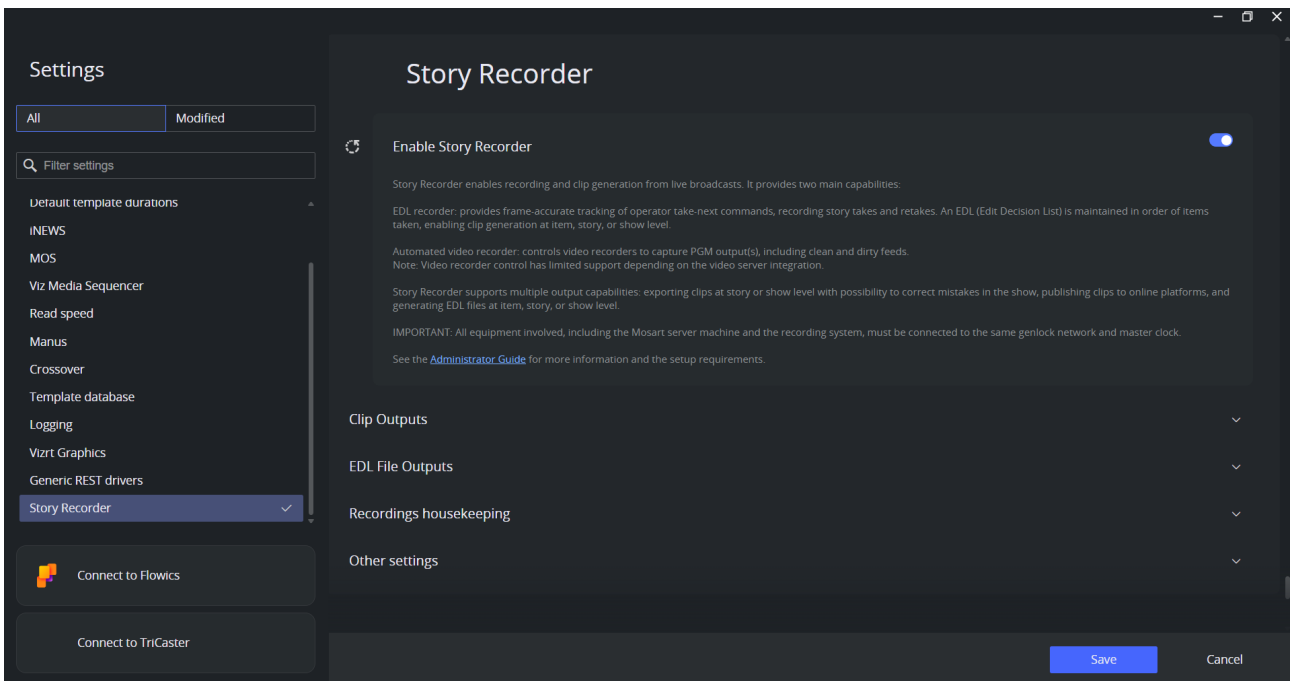 Settings
All
Modified
Filter settings
Default template durations
iNEWS
MOS
Viz Media Sequencer
Read speed
Manus
Crossover
Template database
Logging
Vizrt Graphics
Generic REST drivers
Story Recorder
Connect to Flowics
Connect to TriCaster
Story Recorder
Enable Story Recorder
Story Recorder enables recording and clip generation from live broadcasts. It provides two main capabilities:
EDL recorder: provides frame-accurate tracking of operator take-next commands, recording story takes and retakes. An EDL (Edit Decision List) is maintained in order of items
taken, enabling clip generation at item, story, or show level.
Automated video recorder: controls video recorders to capture PGM output(s), including clean and dirty feeds.
Note: Video recorder control has limited support depending on the video server integration.
Story Recorder supports multiple output capabilities: exporting clips at story or show level with possibility to correct mistakes in the show, publishing clips to online platforms, and
generating EDL files at item, story, or show level.
IMPORTANT: All equipment involved, including the Mosart server machine and the recording system, must be connected to the same genlock network and master clock.
See the Administrator Guide for more information and the setup requirements.
Clip Outputs
EDL File Outputs
Recordings housekeeping
Other settings
Save
Cancel